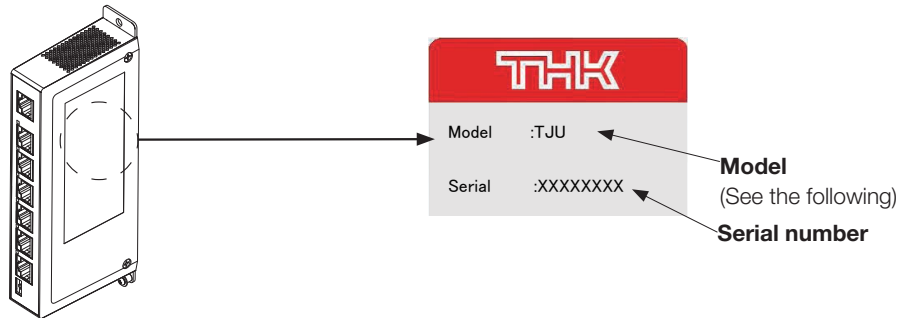 THK
Model :TJU
Serial :XXXXXXXX
Model
(See the following)
Serial number